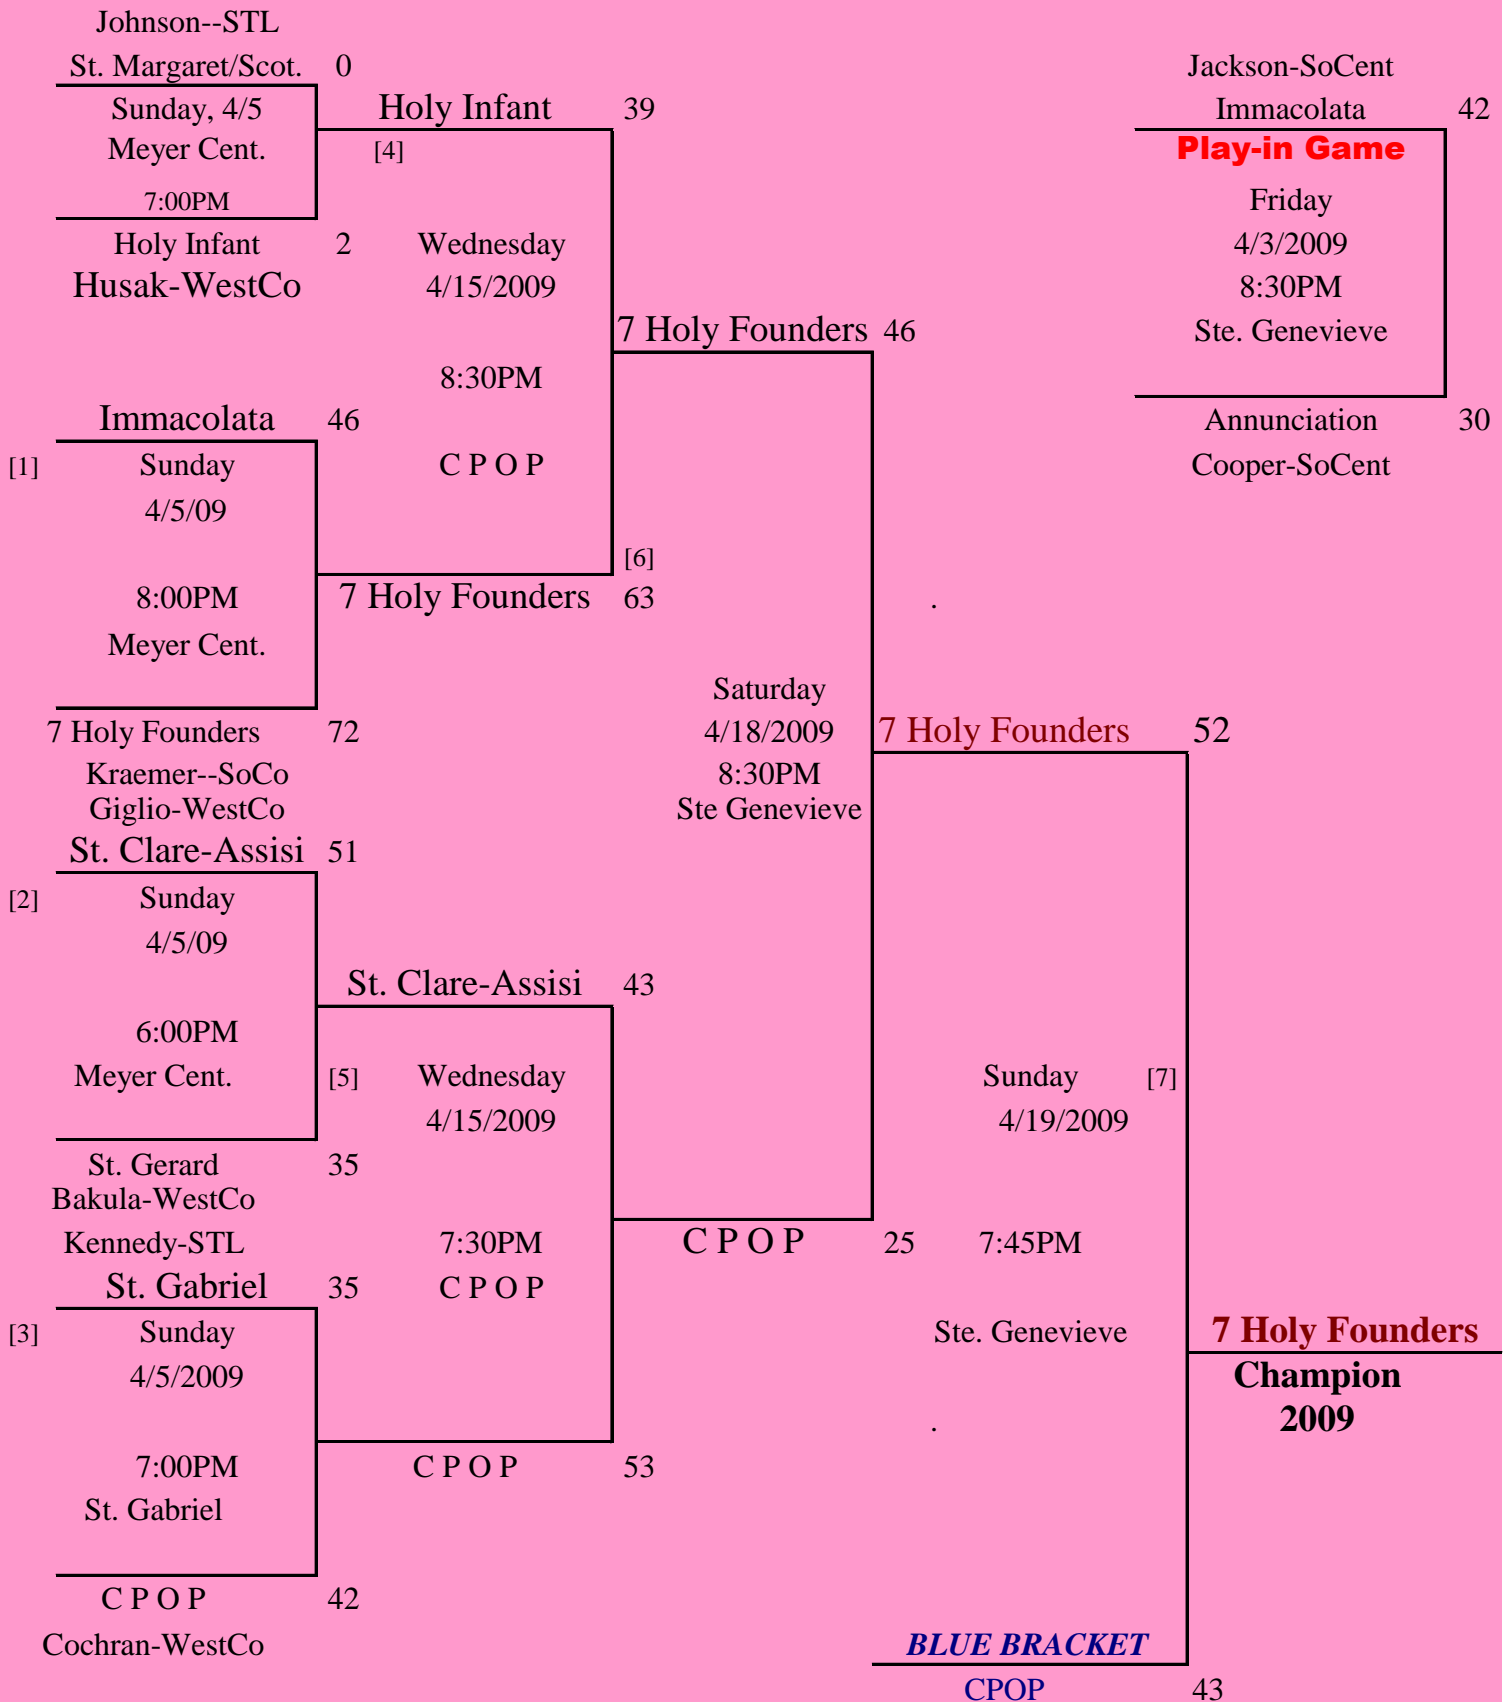 Johnson--STL
St. Margaret/Scot. 0
Sunday, 4/5
Meyer Cent.
7:00PM
Holy Infant 2
Husak-WestCo
Immacolata 46
[1] Sunday
4/5/09
8:00PM
Meyer Cent.
7 Holy Founders 72
Kraemer--SoCo
Giglio-WestCo
St. Clare-Assisi 51
[2] Sunday
4/5/09
6:00PM
Meyer Cent.
St. Gerard 35
Bakula-WestCo
Kennedy-STL
St. Gabriel 35
[3] Sunday
4/5/2009
7:00PM
St. Gabriel
C P O P 42
Cochran-WestCo
Holy Infant 39
[4]
Wednesday
4/15/2009
8:30PM
C P O P
7 Holy Founders 63
St. Clare-Assisi 43
[5] Wednesday
4/15/2009
7:30PM
C P O P
C P O P 53
7 Holy Founders 46
[6]
Saturday
4/18/2009
8:30PM
Ste Genevieve
C P O P 25
.
7 Holy Founders 52
Sunday [7]
4/19/2009
7:45PM
Ste. Genevieve
.
BLUE BRACKET
CPOP 43
7 Holy Founders
Champion
2009
Jackson-SoCent
Immacolata 42
Play-in Game
Friday
4/3/2009
8:30PM
Ste. Genevieve
Annunciation 30
Cooper-SoCent